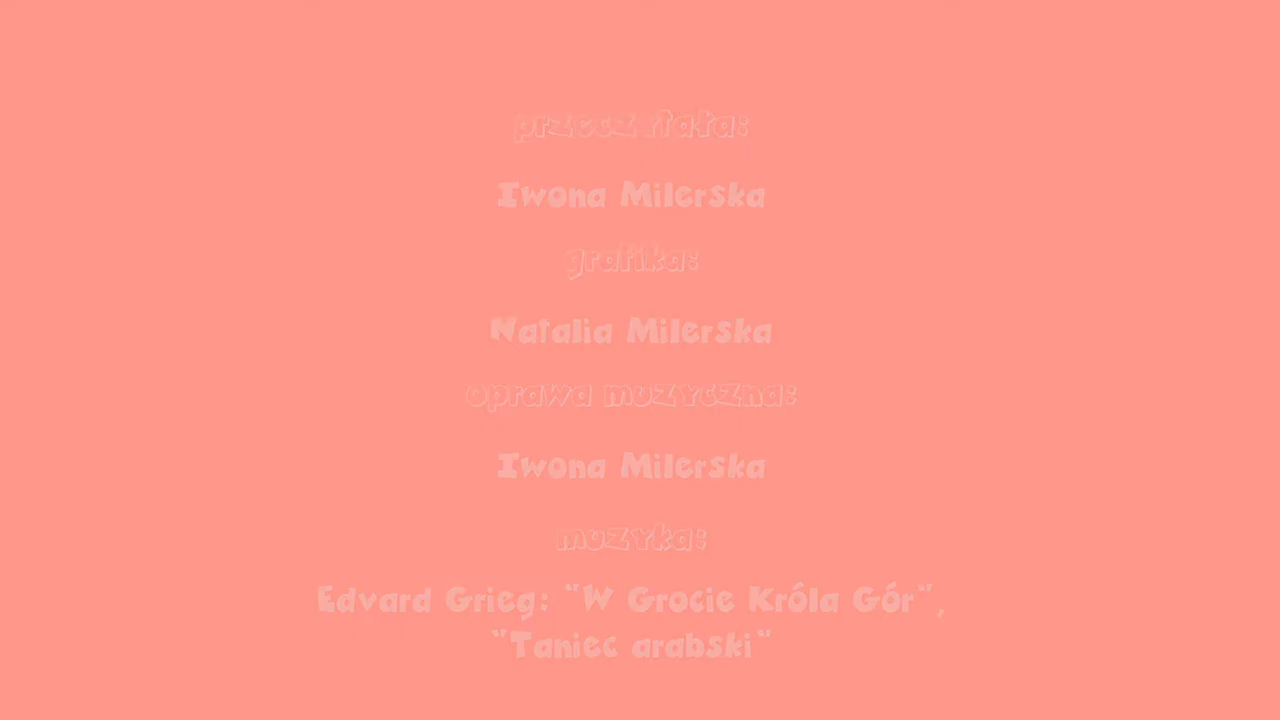 przeczytała:
Iwona Milerska
grafika:
Natalia Milerska
oprawa muzyczna:
Iwona Milerska
muzyka:
Edvard Grieg: "W Grocie Króla Gór",
"Taniec arabski"